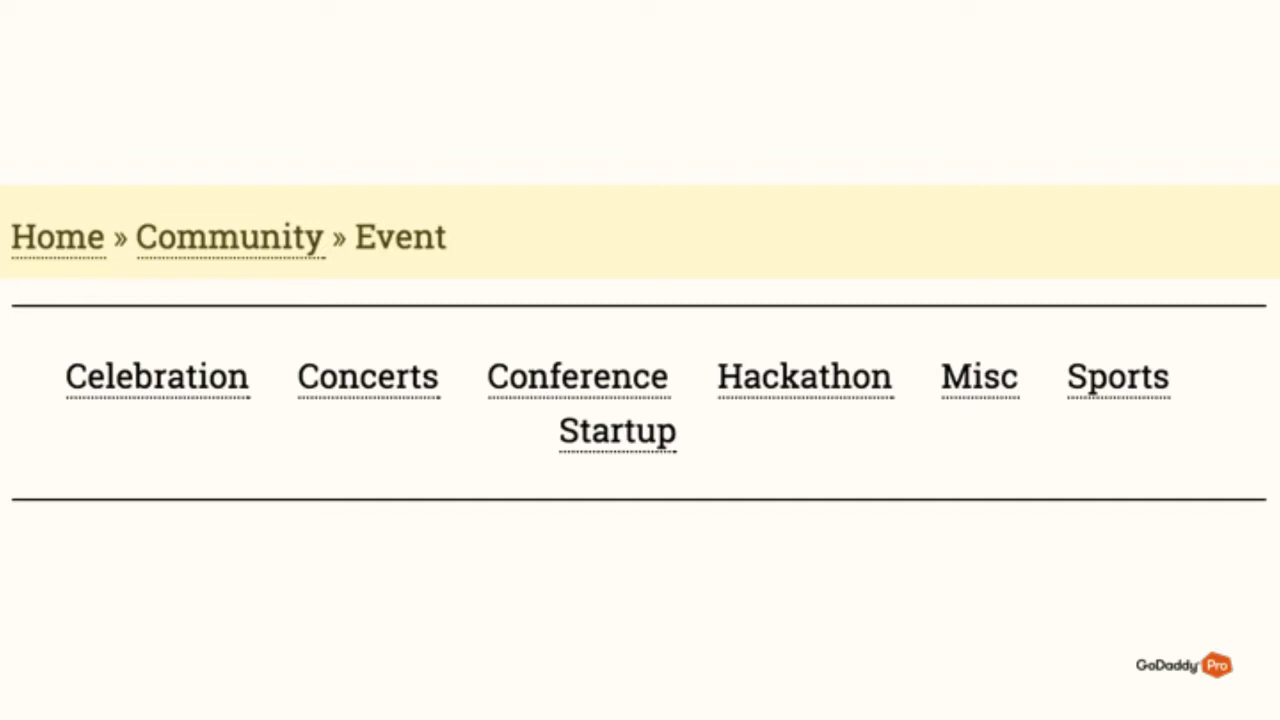 Home » Community » Event
Celebration Concerts Conference Hackathon Misc Sports
Startup
GoDaddy Pro